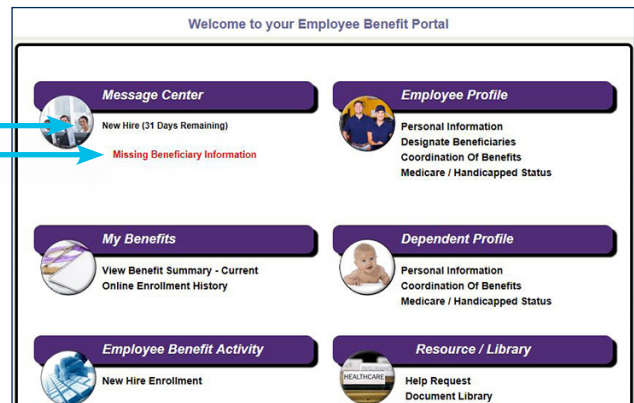 Welcome to your Employee Benefit Portal
Message Center
New Hire (31 Days Remaining)
Missing Beneficiary Information
Employee Profile
Personal Information
Designate Beneficiaries
Coordination Of Benefits
Medicare / Handicapped Status
My Benefits
View Benefit Summary - Current
Online Enrollment History
Dependent Profile
Personal Information
Coordination Of Benefits
Medicare / Handicapped Status
Employee Benefit Activity
New Hire Enrollment
Resource / Library
HEALTHCARE
Help Request
Document Library